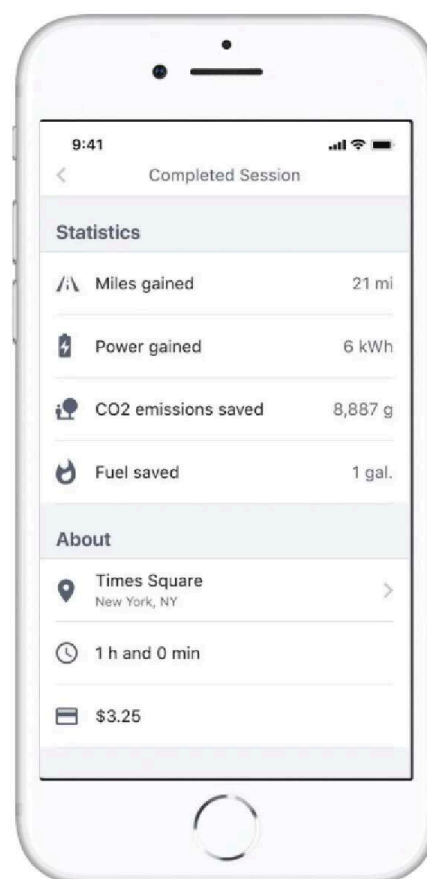 9:41
Completed Session
Statistics
Miles gained 21 mi
Power gained 6 kWh
CO2 emissions saved 8,887 g
Fuel saved 1 gal.
About
Times Square
New York, NY
1 h and 0 min
$3.25